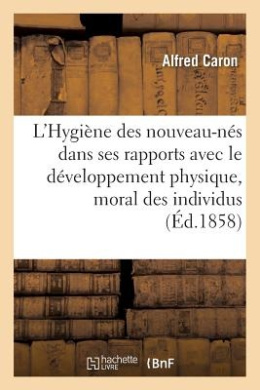 Alfred Caron
L'Hygiène des nouveau-nés dans ses rapports avec le développement physique, moral des individus (Éd.1858)
hachette
LIVRE
{BnF